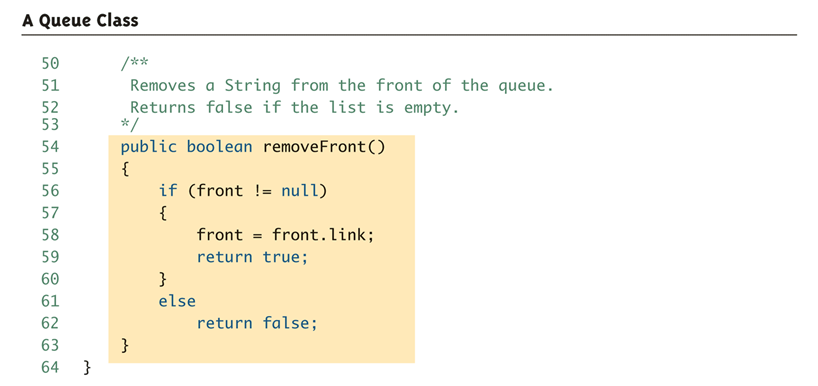 A Queue Class
50 /**
51 Removes a String from the front of the queue.
52 Returns false if the list is empty.
53 */
54 public boolean removeFront()
55 {
56 if (front != null)
57 {
58 front = front.link;
59 return true;
60 }
61 else
62 return false;
63 }
64 }